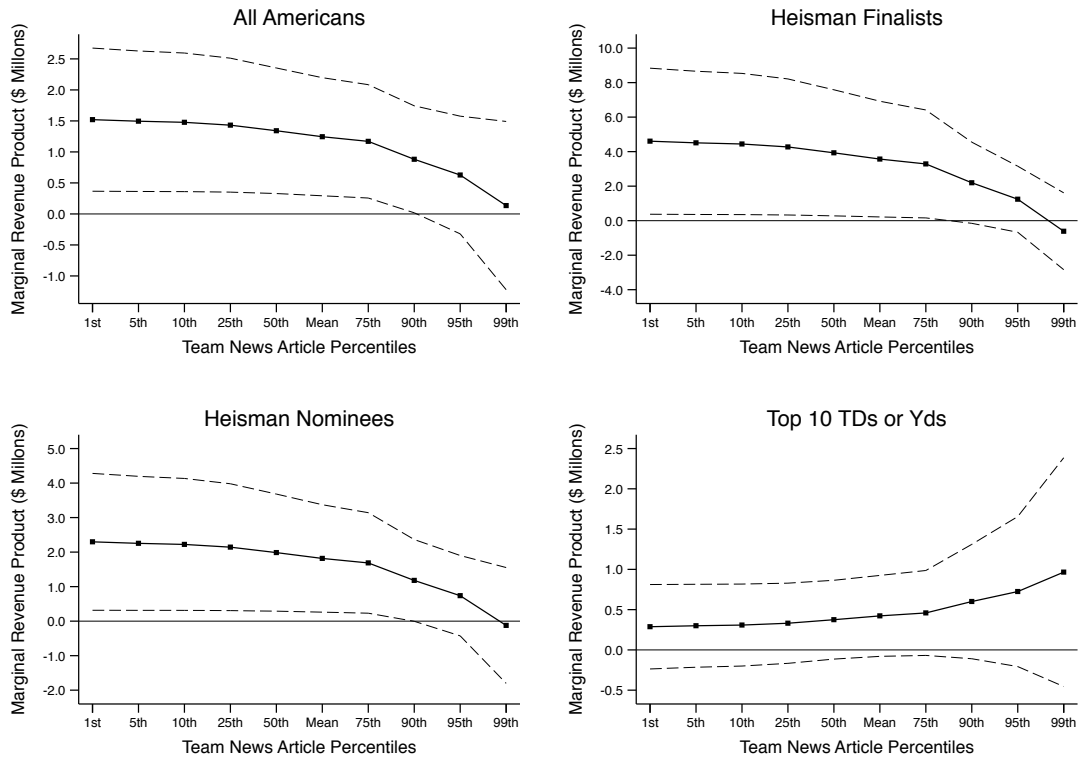 All Americans
Marginal Revenue Product ($ Millons)
2.5
2.0
1.5
1.0
0.5
0.0
-0.5
-1.0
1st 5th 10th 25th 50th Mean 75th 90th 95th 99th
Team News Article Percentiles
Heisman Finalists
Marginal Revenue Product ($ Millons)
10.0
8.0
6.0
4.0
2.0
0.0
-2.0
-4.0
1st 5th 10th 25th 50th Mean 75th 90th 95th 99th
Team News Article Percentiles
Heisman Nominees
Marginal Revenue Product ($ Millons)
5.0
4.0
3.0
2.0
1.0
0.0
-1.0
-2.0
1st 5th 10th 25th 50th Mean 75th 90th 95th 99th
Team News Article Percentiles
Top 10 TDs or Yds
Marginal Revenue Product ($ Millons)
2.5
2.0
1.5
1.0
0.5
0.0
-0.5
1st 5th 10th 25th 50th Mean 75th 90th 95th 99th
Team News Article Percentiles